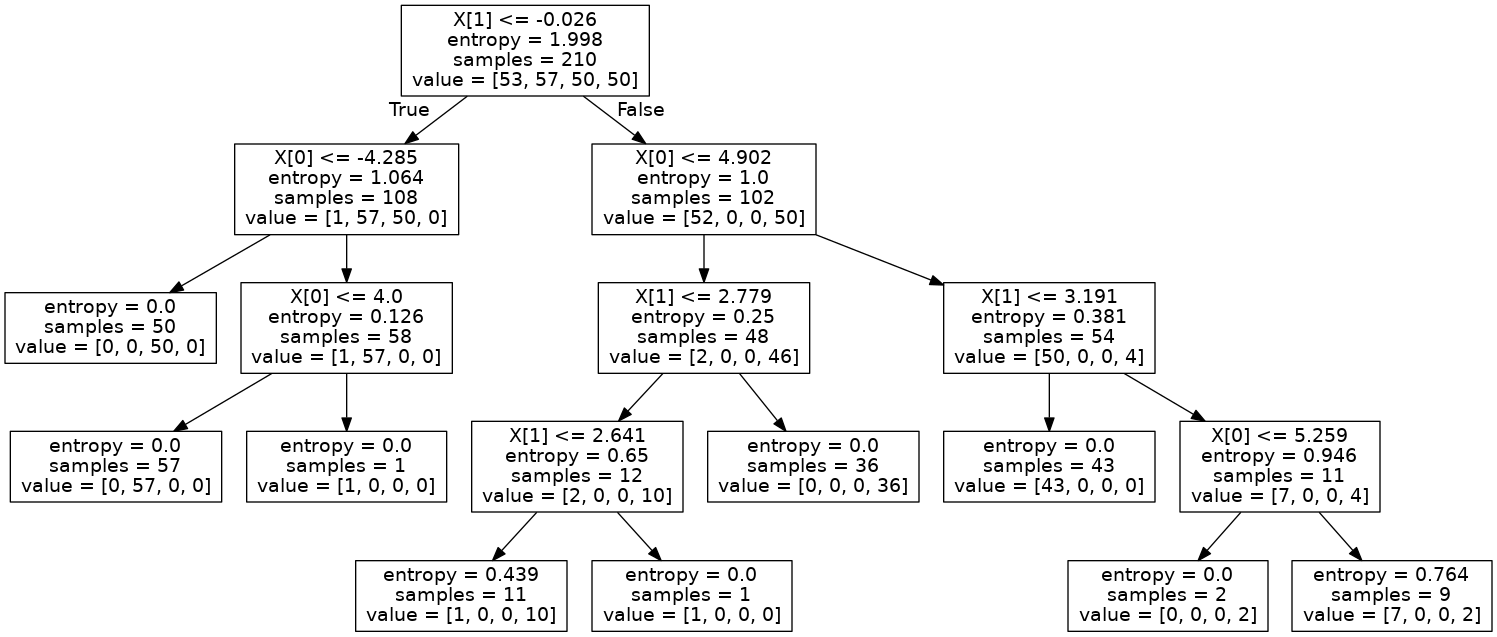 X[1] <= -0.026
entropy = 1.998
samples = 210
value = [53, 57, 50, 50]
True
False
X[0] <= -4.285
entropy = 1.064
samples = 108
value = [1, 57, 50, 0]
X[0] <= 4.902
entropy = 1.0
samples = 102
value = [52, 0, 0, 50]
entropy = 0.0
samples = 50
value = [0, 0, 50, 0]
X[0] <= 4.0
entropy = 0.126
samples = 58
value = [1, 57, 0, 0]
X[1] <= 2.779
entropy = 0.25
samples = 48
value = [2, 0, 0, 46]
X[1] <= 3.191
entropy = 0.381
samples = 54
value = [50, 0, 0, 4]
entropy = 0.0
samples = 57
value = [0, 57, 0, 0]
entropy = 0.0
samples = 1
value = [1, 0, 0, 0]
X[1] <= 2.641
entropy = 0.65
samples = 12
value = [2, 0, 0, 10]
entropy = 0.0
samples = 36
value = [0, 0, 0, 36]
entropy = 0.0
samples = 43
value = [43, 0, 0, 0]
X[0] <= 5.259
entropy = 0.946
samples = 11
value = [7, 0, 0, 4]
entropy = 0.439
samples = 11
value = [1, 0, 0, 10]
entropy = 0.0
samples = 1
value = [1, 0, 0, 0]
entropy = 0.0
samples = 2
value = [0, 0, 0, 2]
entropy = 0.764
samples = 9
value = [7, 0, 0, 2]